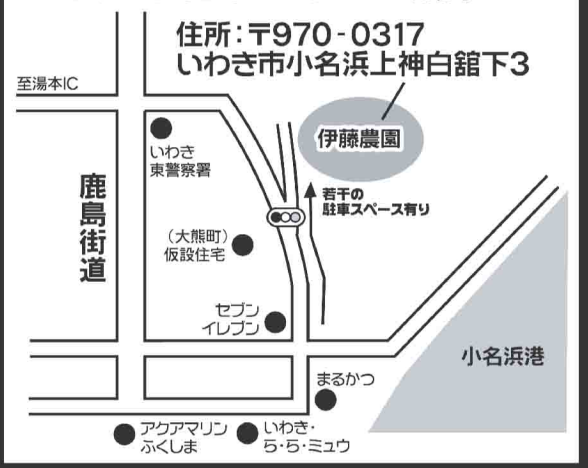 住所：〒970-0317
いわき市小名浜上神白舘下3
至湯本IC
伊藤農園
いわき
東警察署
若干の
駐車スペース有り
鹿島街道
（大熊町）
仮設住宅
セブン
イレブン
小名浜港
まるかつ
アクアマリン
ふくしま
いわき・
ら・ら・ミュウ